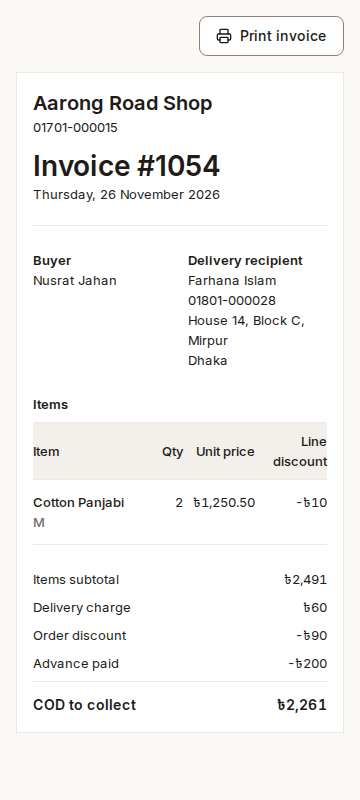 Print invoice
Aarong Road Shop
01701-000015
Invoice #1054
Thursday, 26 November 2026
Buyer
Nusrat Jahan
Delivery recipient
Farhana Islam
01801-000028
House 14, Block C,
Mirpur
Dhaka
Items
Item Qty Unit price Line discount
Cotton Panjabi 2 ৳1,250.50 -৳10
M
Items subtotal ৳2,491
Delivery charge ৳60
Order discount -৳90
Advance paid -৳200
COD to collect ৳2,261